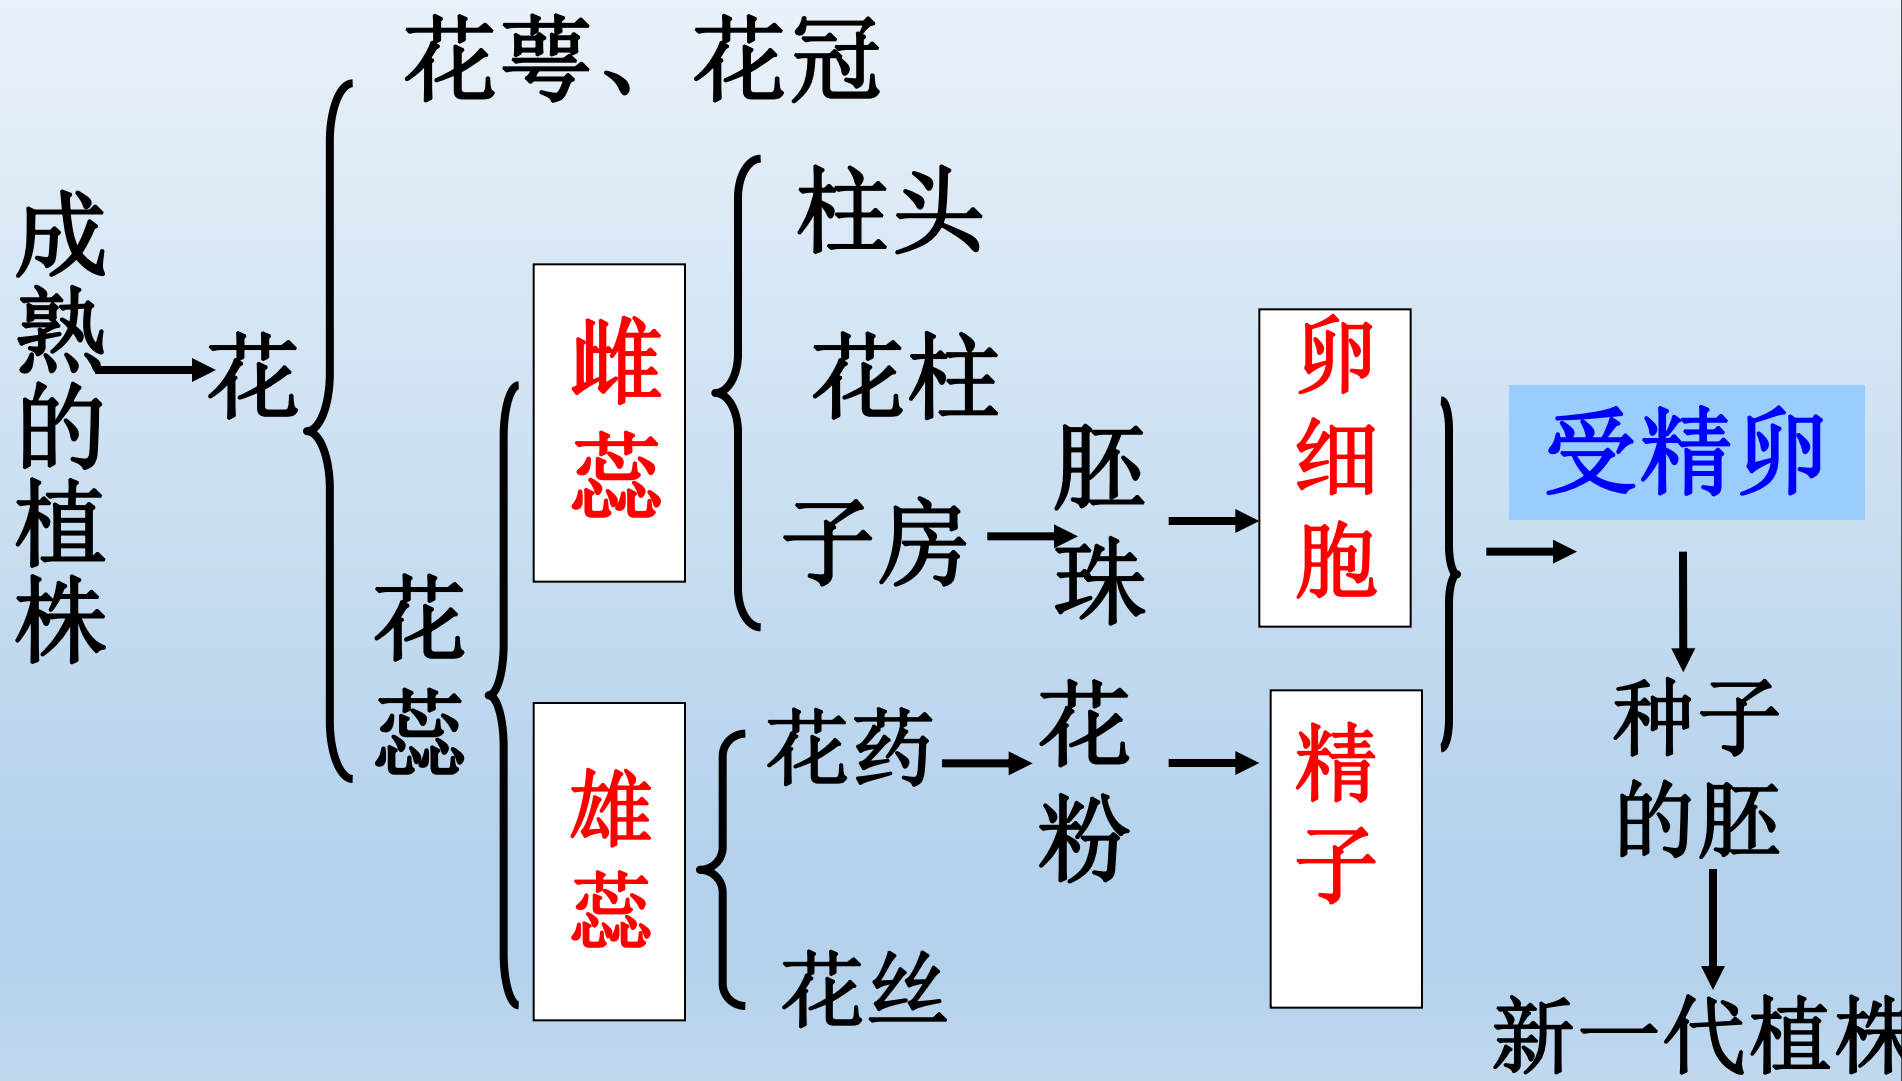 成熟的植株
花
花萼、花冠
花蕊
雌蕊
柱头
花柱
子房
胚珠
卵细胞
雄蕊
花药
花粉
精子
花丝
受精卵
种子
的胚
新一代植株